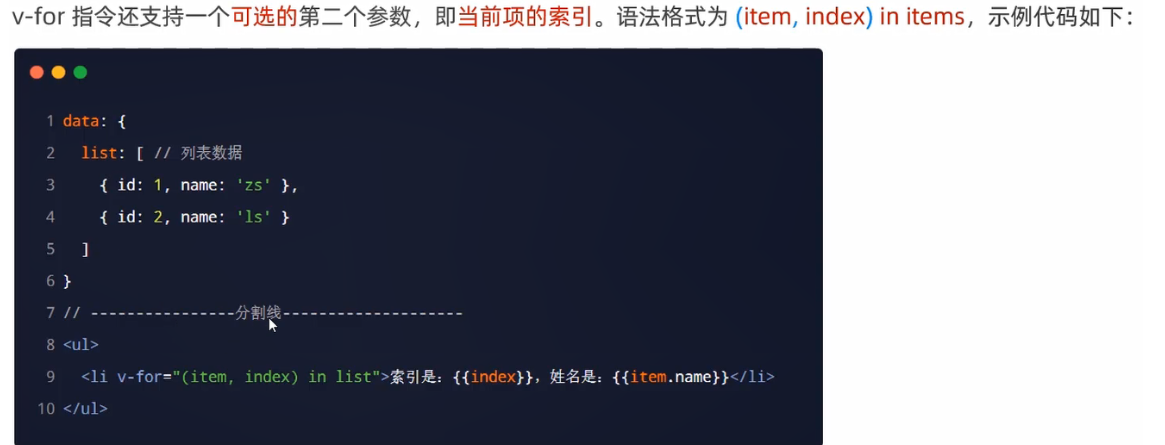 v-for 指令还支持一个可选的第二个参数，即当前项的索引。语法格式为 (item, index) in items，示例代码如下：
1 data: {
2   list: [ // 列表数据
3     { id: 1, name: 'zs' },
4     { id: 2, name: 'ls' }
5   ]
6 }
7 // ----------------分割线--------------------
8 <ul>
9   <li v-for="(item, index) in list">索引是：{{index}}，姓名是：{{item.name}}</li>
10 </ul>